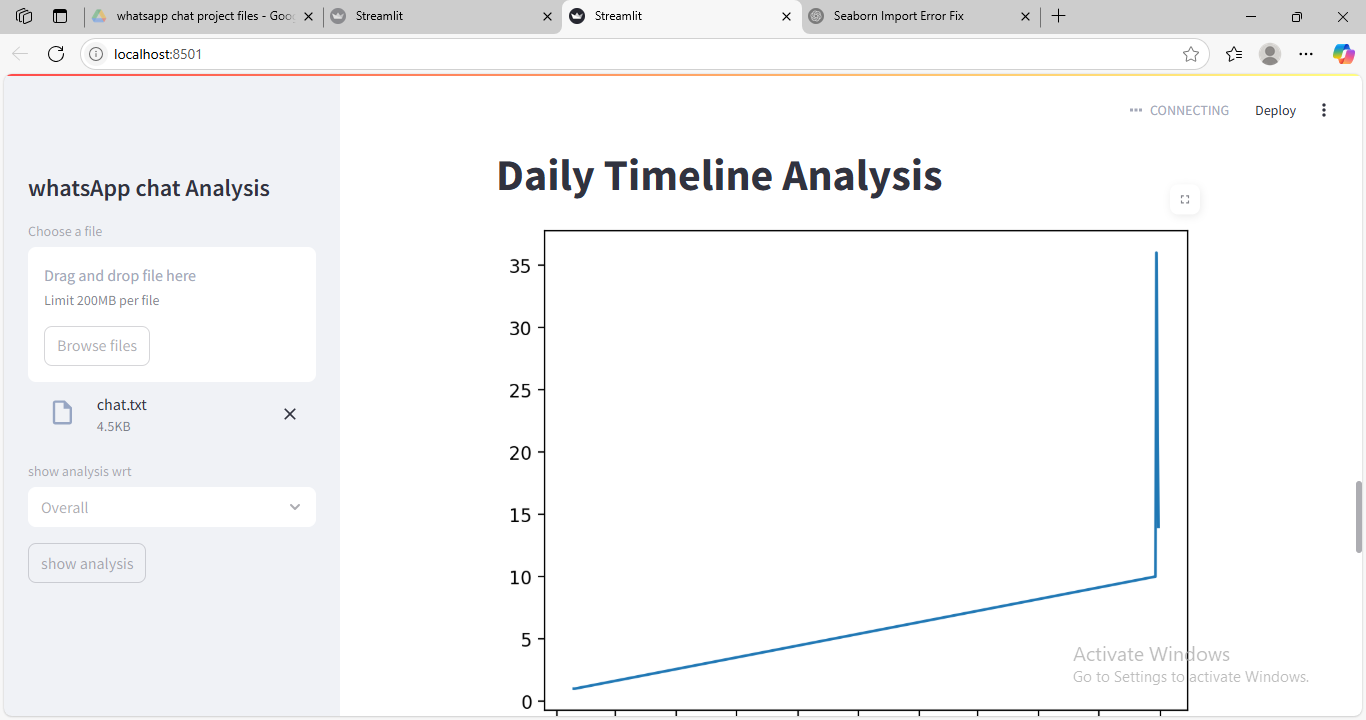 whatsapp chat project files - Goo
Streamlit
Streamlit
Seaborn Import Error Fix
localhost:8501
CONNECTING
Deploy
whatsApp chat Analysis
Choose a file
Drag and drop file here
Limit 200MB per file
Browse files
chat.txt
4.5KB
show analysis wrt
Overall
show analysis
Daily Timeline Analysis
35
30
25
20
15
10
5
0
Activate Windows
Go to Settings to activate Windows.